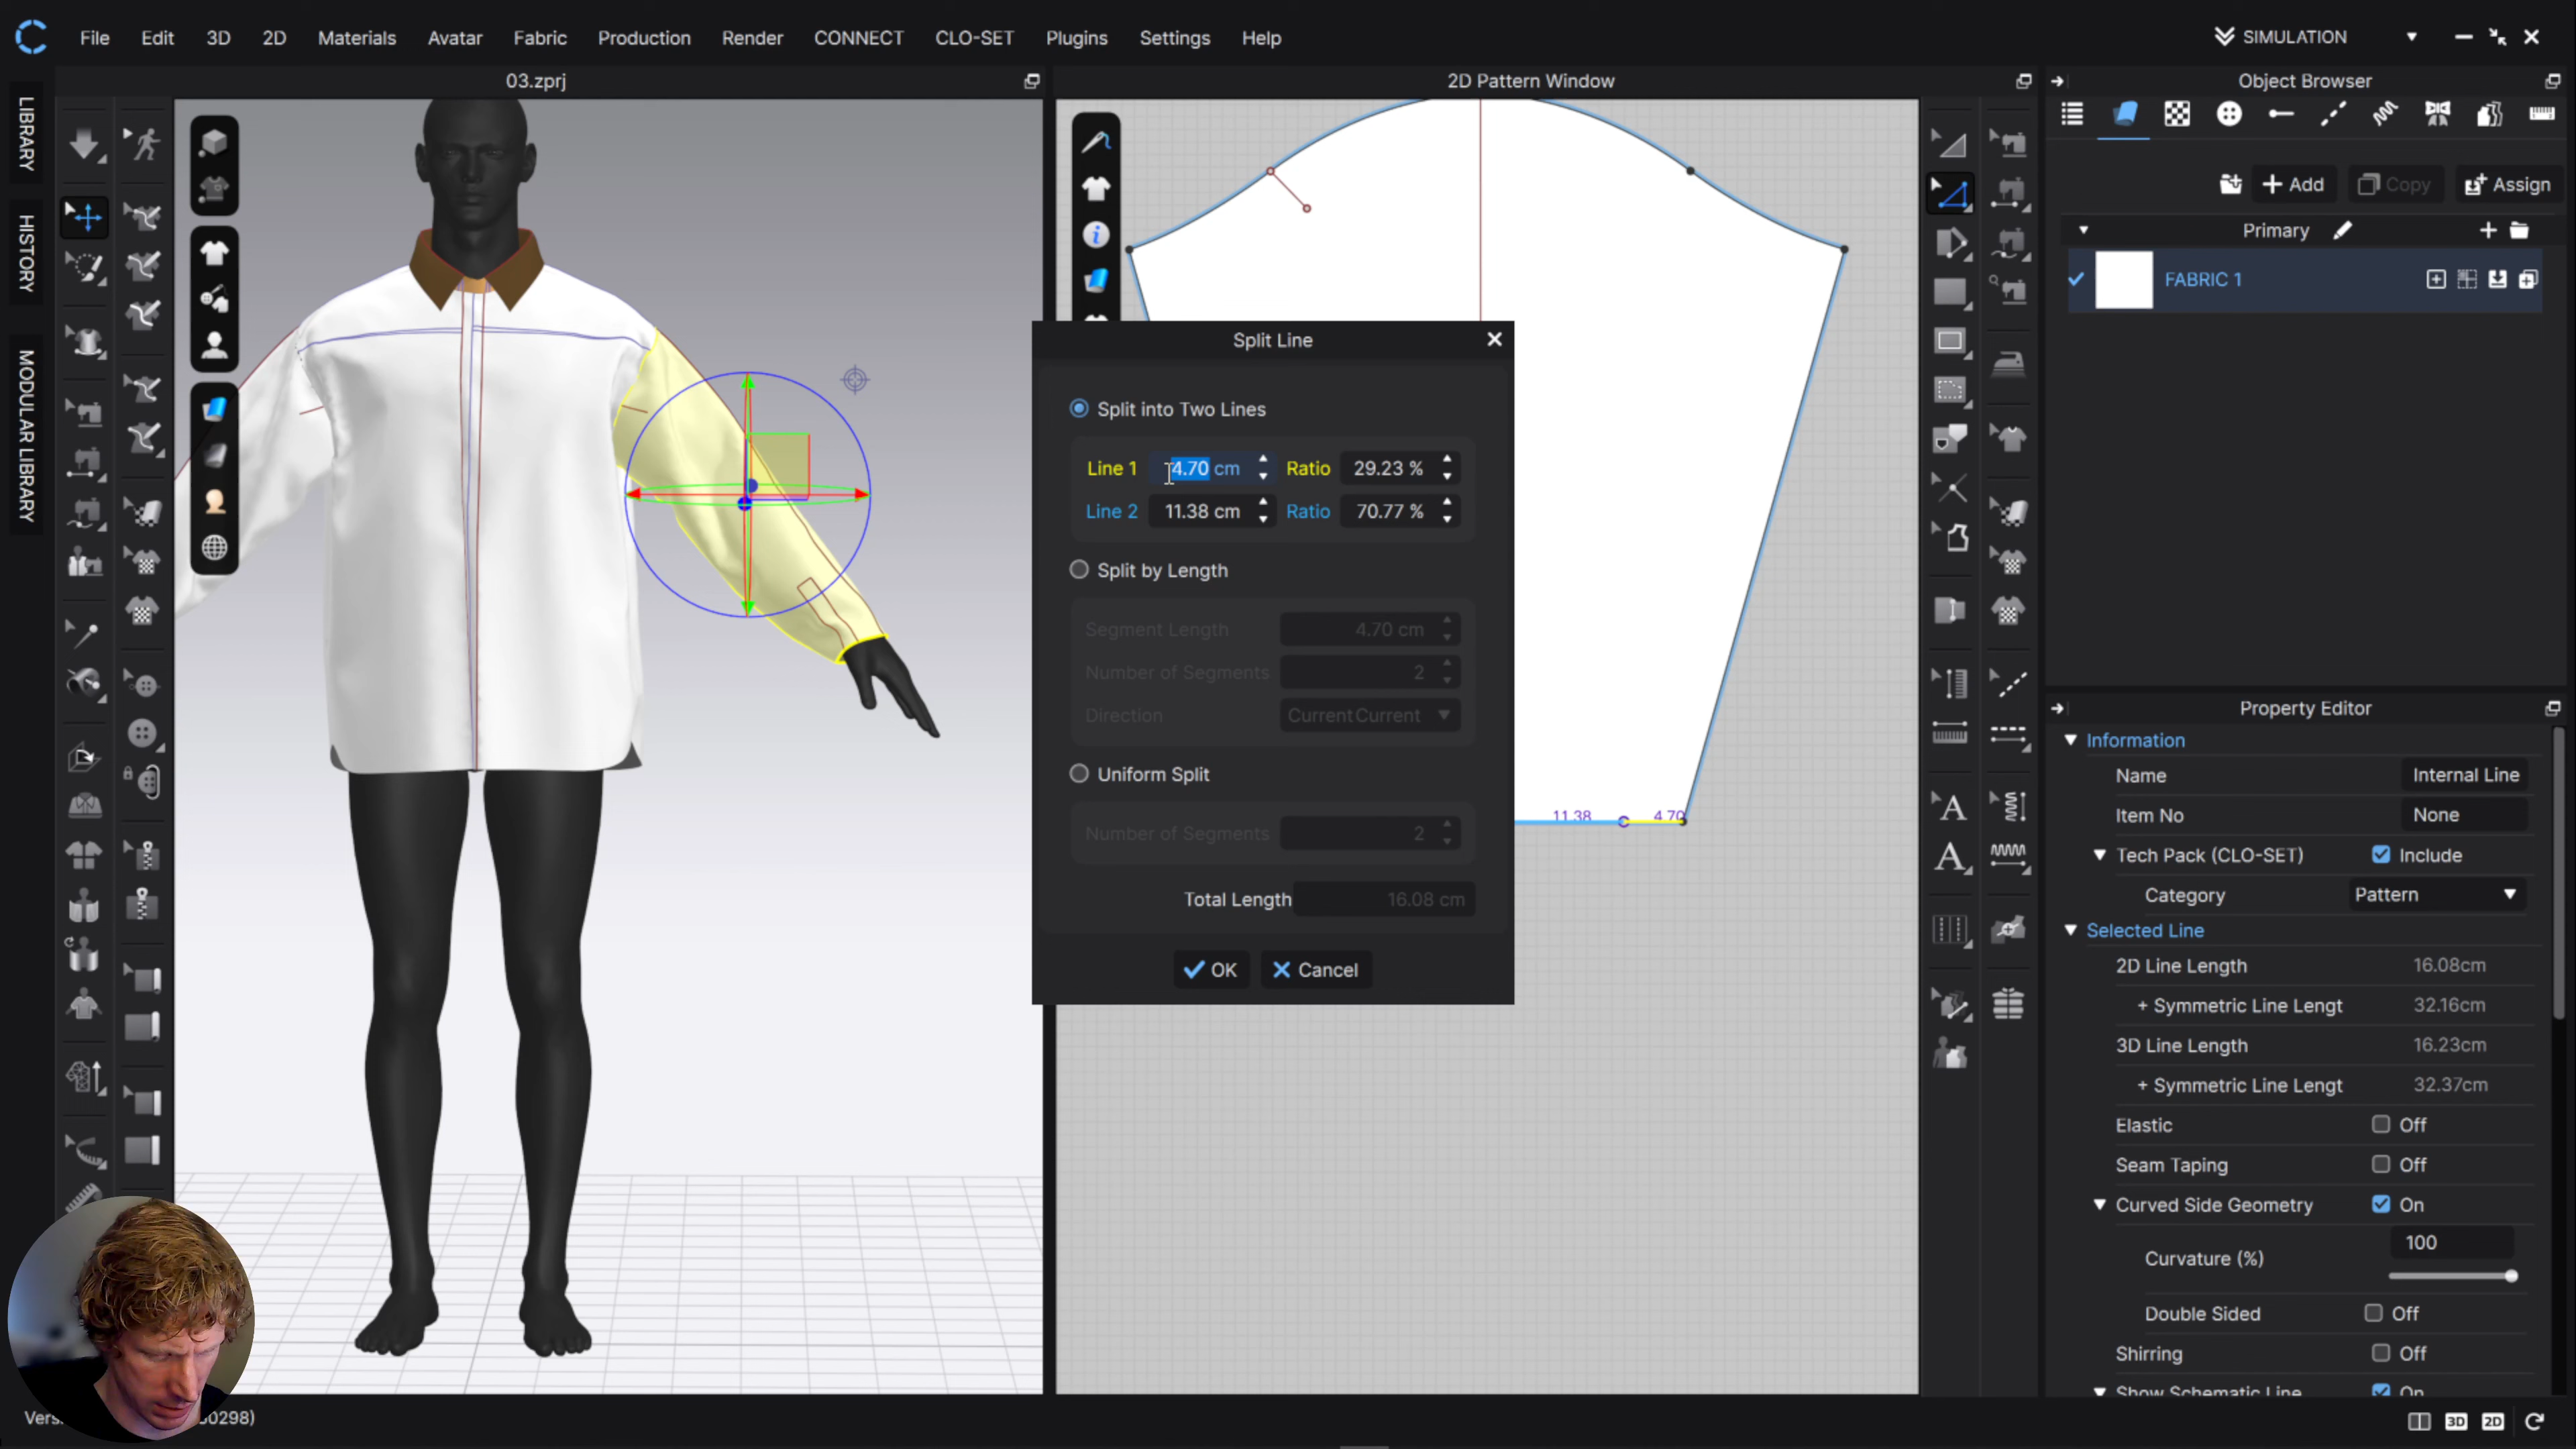 File Edit 3D 2D Materials Avatar Fabric Production Render CONNECT CLO-SET Plugins Settings Help
SIMULATION
03.zprj
2D Pattern Window
Object Browser
LIBRARY
HISTORY
MODULAR LIBRARY
Add
Copy
Assign
Primary
FABRIC 1
Split Line
Split into Two Lines
Line 1 4.70 cm Ratio 29.23 %
Line 2 11.38 cm Ratio 70.77 %
Split by Length
Segment Length 4.70 cm
Number of Segments 2
Direction CurrentCurrent
Uniform Split
Number of Segments 2
Total Length 16.08 cm
OK Cancel
11.38 4.70
Property Editor
Information
Name Internal Line
Item No None
Tech Pack (CLO-SET) Include
Category Pattern
Selected Line
2D Line Length 16.08cm
+ Symmetric Line Lengt 32.16cm
3D Line Length 16.23cm
+ Symmetric Line Lengt 32.37cm
Elastic Off
Seam Taping Off
Curved Side Geometry On
Curvature (%) 100
Double Sided Off
Shirring Off
Show Schematic Line On
3D 2D